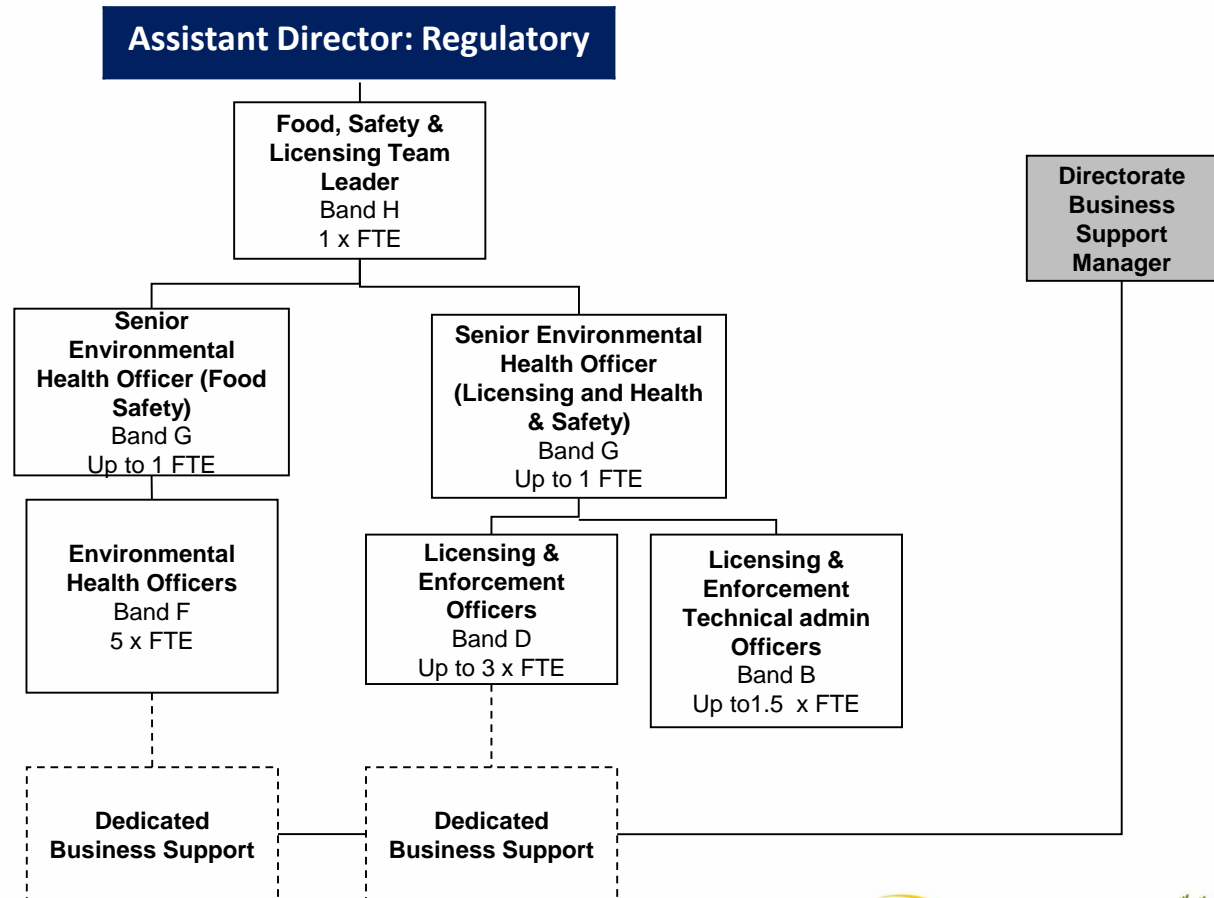 Assistant Director: Regulatory
Food, Safety &
Licensing Team
Leader
Band H
1 x FTE
Directorate
Business
Support
Manager
Senior
Environmental
Health Officer (Food
Safety)
Band G
Up to 1 FTE
Senior Environmental
Health Officer
(Licensing and Health
& Safety)
Band G
Up to 1 FTE
Environmental
Health Officers
Band F
5 x FTE
Licensing &
Enforcement
Officers
Band D
Up to 3 x FTE
Licensing &
Enforcement
Technical admin
Officers
Band B
Up to1.5  x FTE
Dedicated
Business Support
Dedicated
Business Support